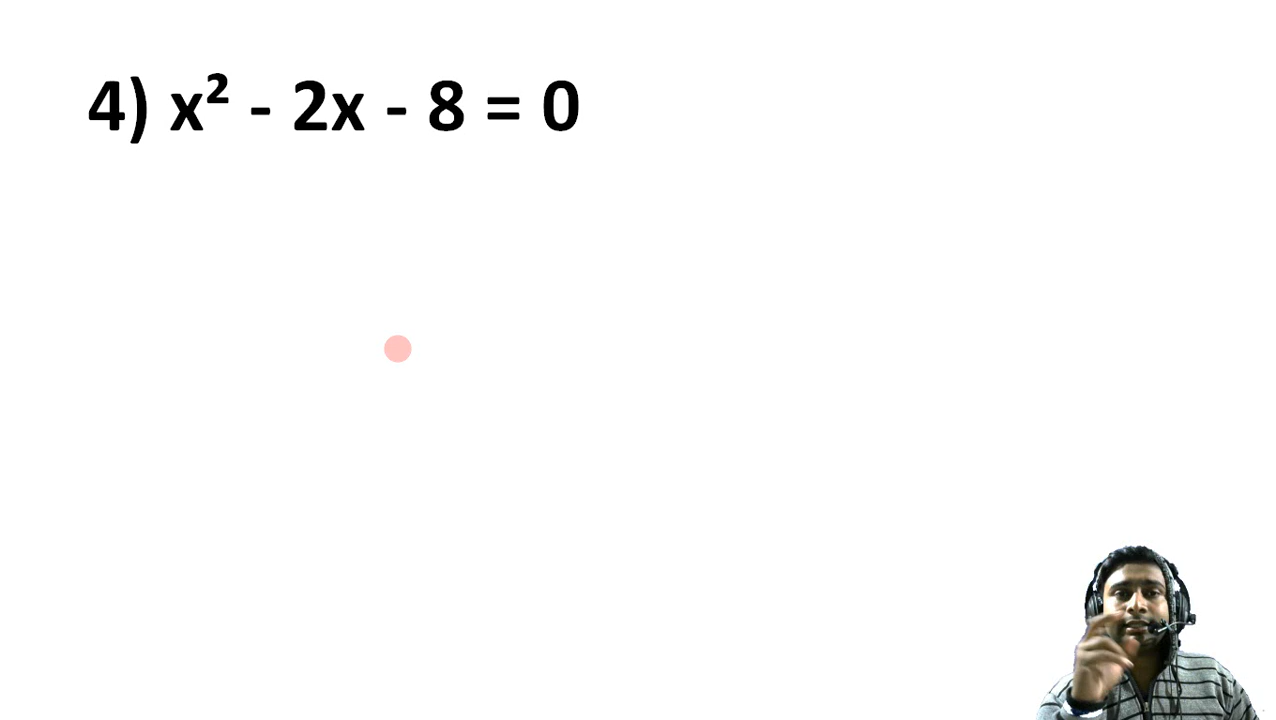 4) x² - 2x - 8 = 0